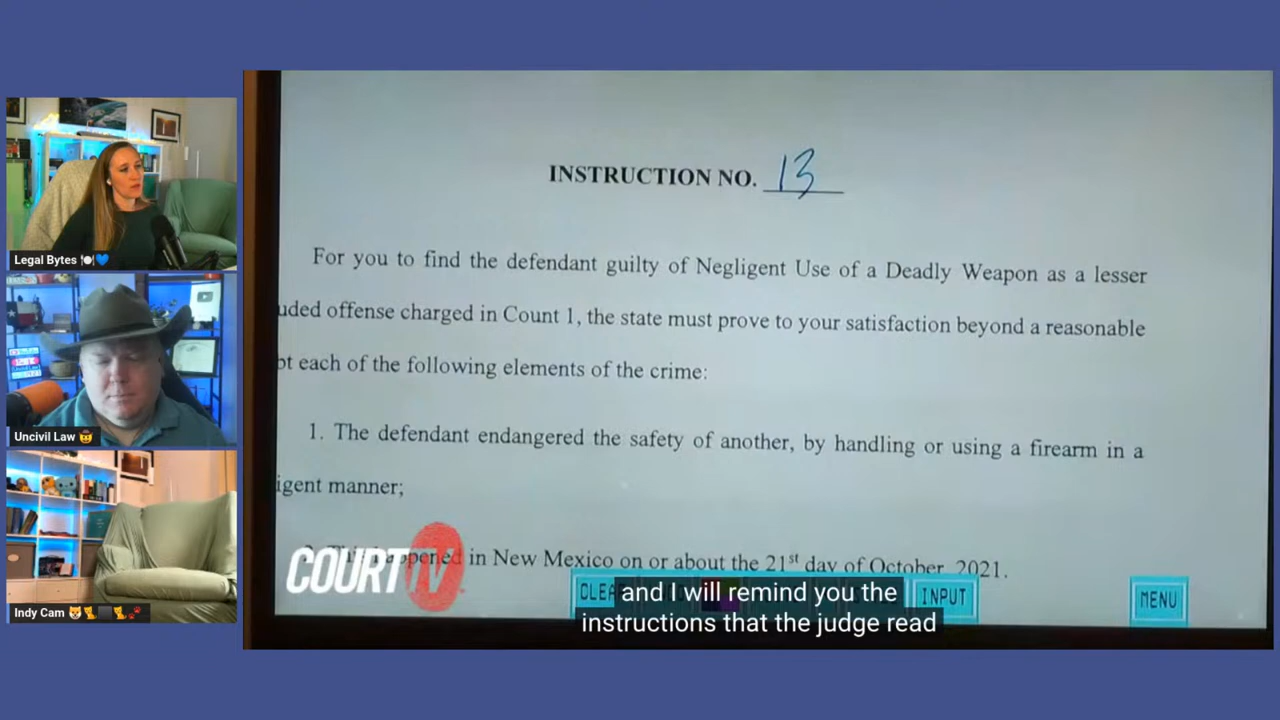 INSTRUCTION NO. 13
For you to find the defendant guilty of Negligent Use of a Deadly Weapon as a lesser
uded offense charged in Count 1, the state must prove to your satisfaction beyond a reasonable
bt each of the following elements of the crime:
1. The defendant endangered the safety of another, by handling or using a firearm in a
igent manner;
in New Mexico on or about the 21st day of October, 2021.
COURT TV
INPUT
MENU
and I will remind you the
instructions that the judge read
Legal Bytes 🍽️💙
Uncivil Law 🤠
Indy Cam